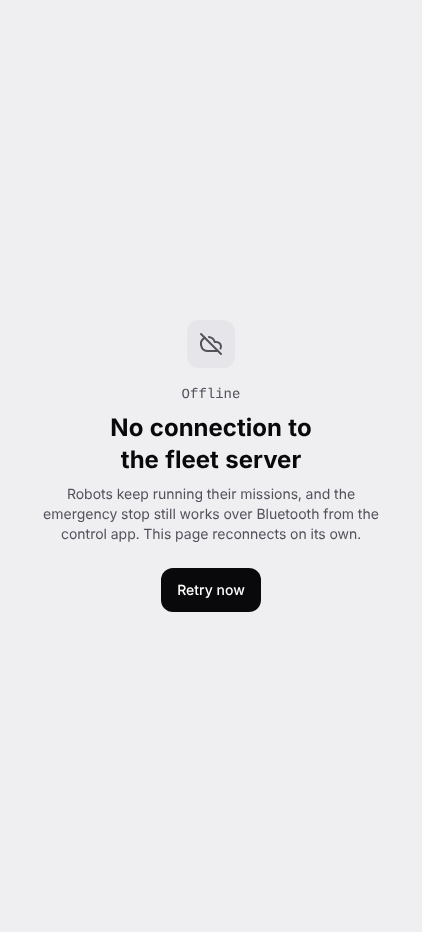 Offline
No connection to
the fleet server
Robots keep running their missions, and the
emergency stop still works over Bluetooth from the
control app. This page reconnects on its own.
Retry now